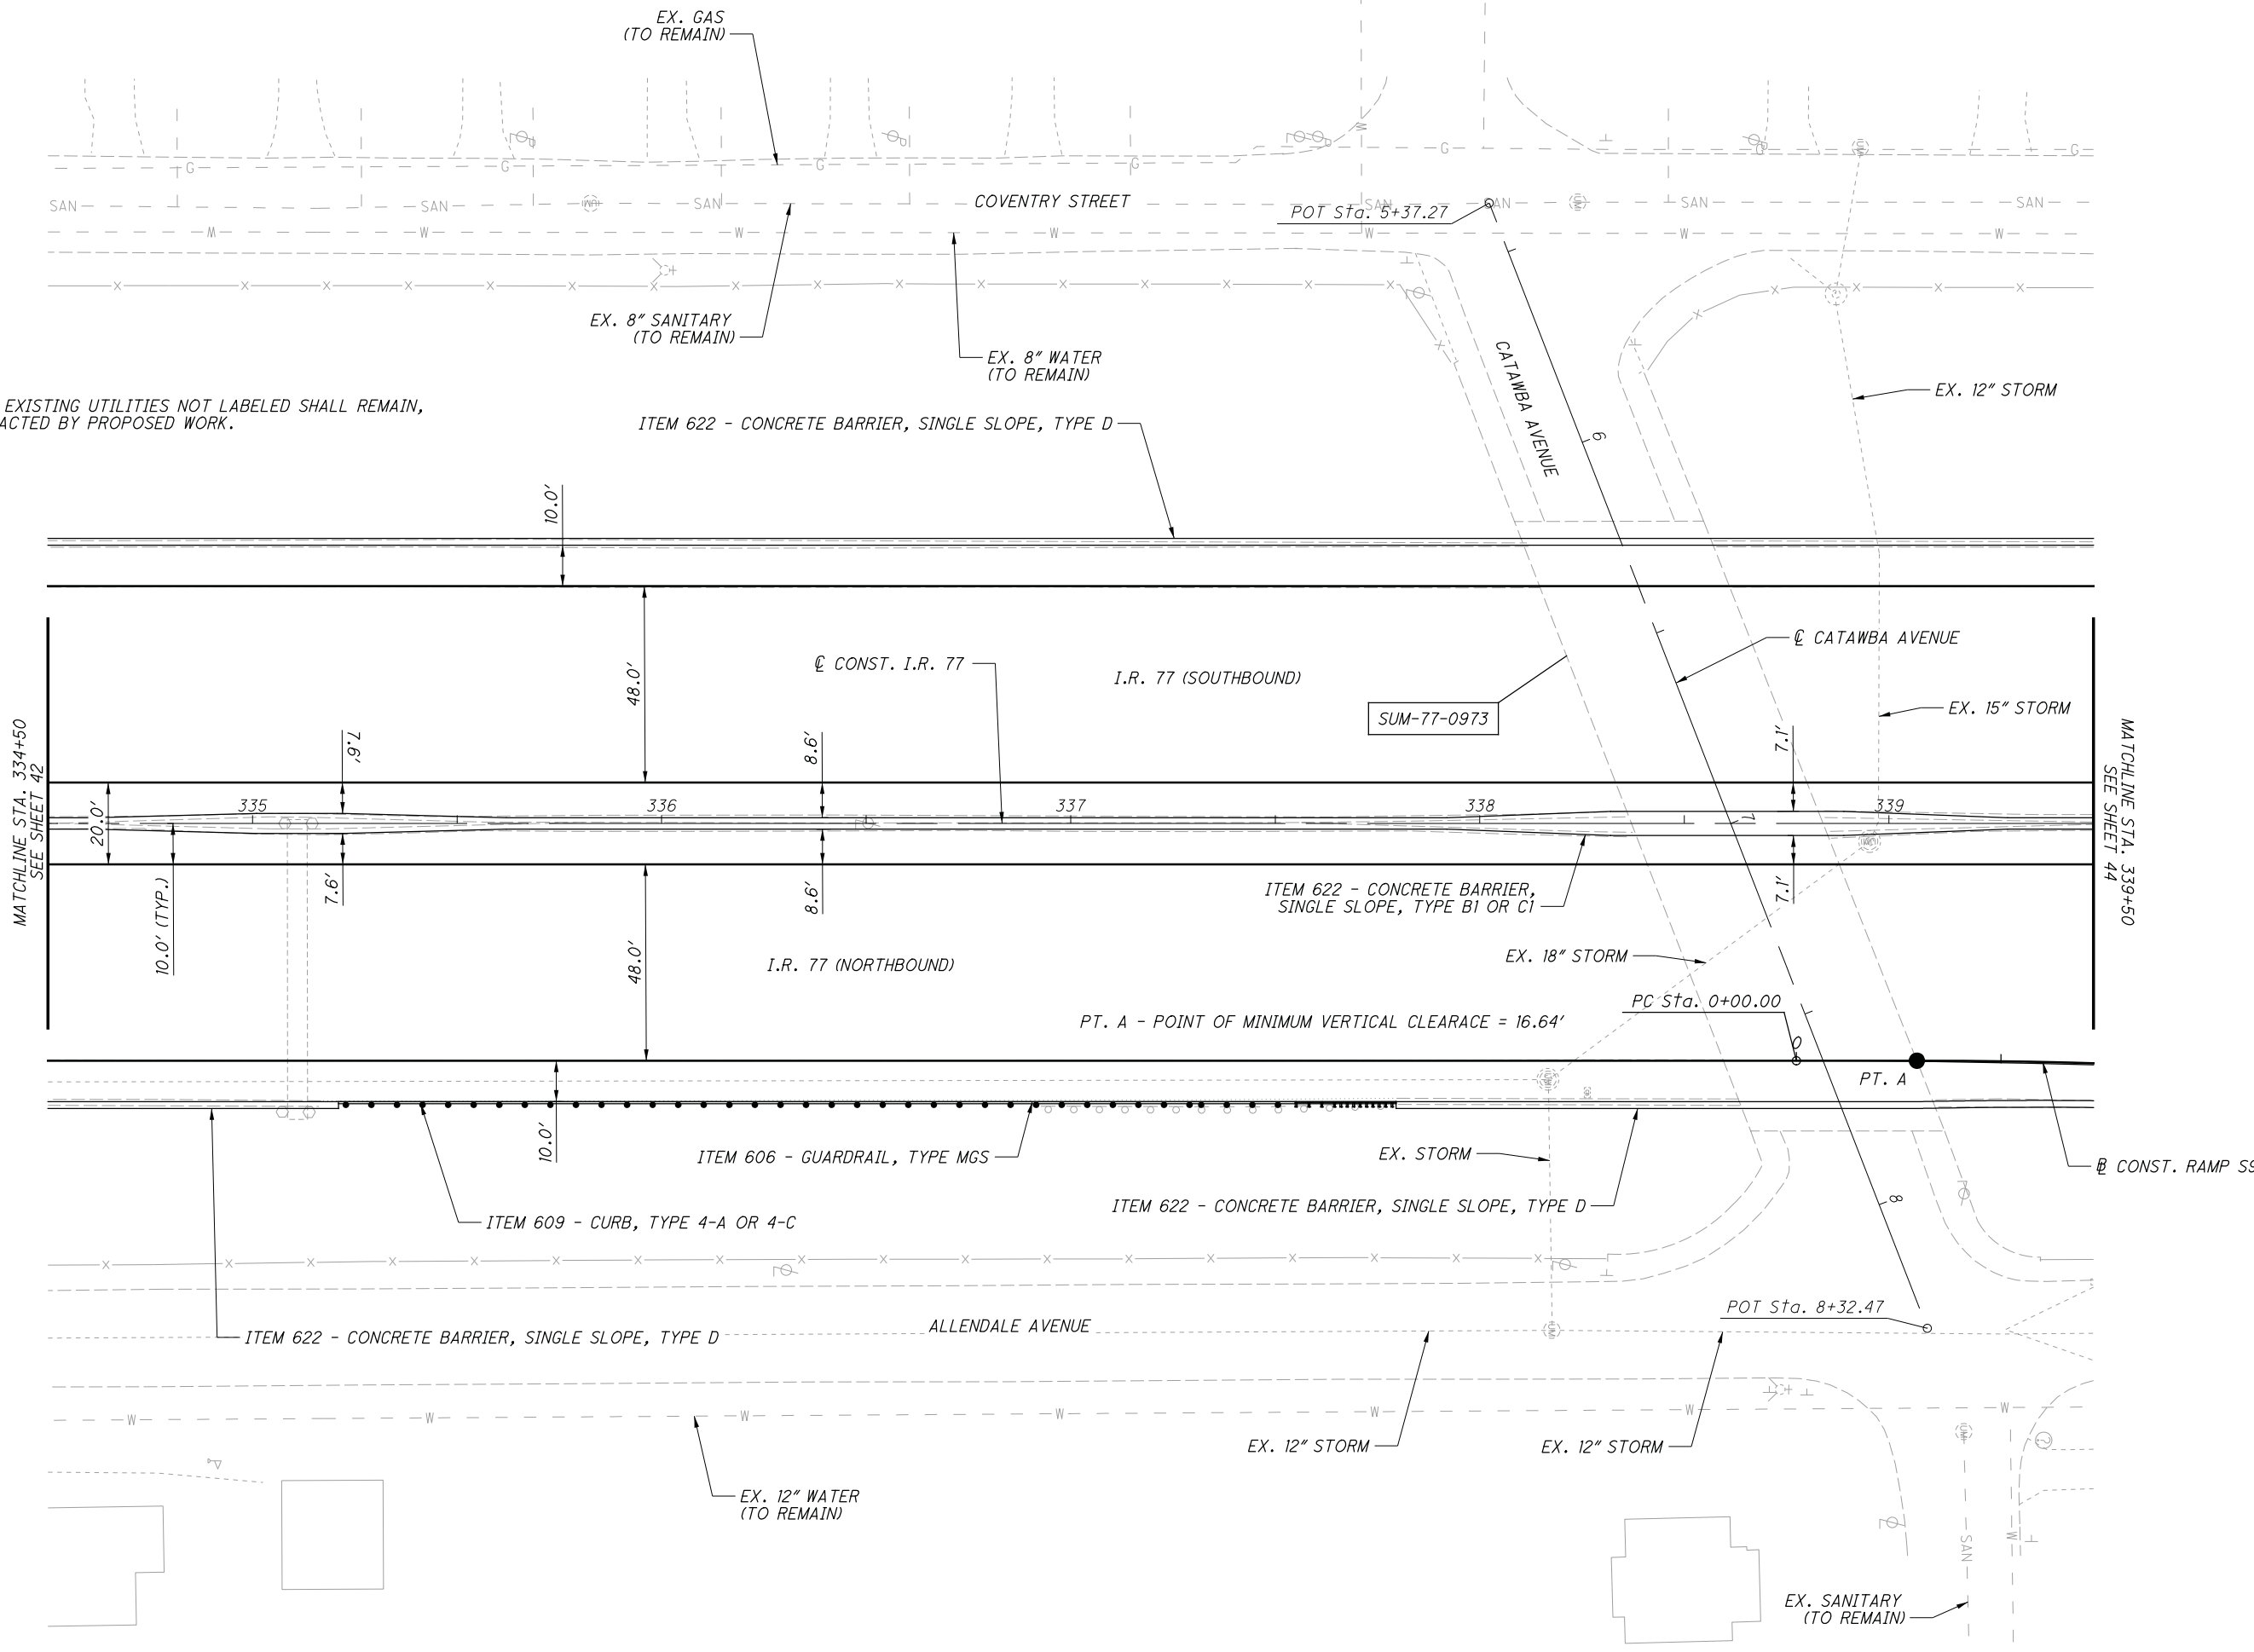 EX. GAS
(TO REMAIN)
G
G
G
G
G
G
G
W
SAN
SAN
SAN
COVENTRY STREET
SAN
SAN
SAN
SAN
POT Sta. 5+37.27
W
W
W
W
W
W
W
EX. 8" SANITARY
(TO REMAIN)
EX. 8" WATER
(TO REMAIN)
CATAWBA AVENUE
EX. 12" STORM
EXISTING UTILITIES NOT LABELED SHALL REMAIN,
ACTED BY PROPOSED WORK.
ITEM 622 - CONCRETE BARRIER, SINGLE SLOPE, TYPE D
6
10.0'
48.0'
℄ CONST. I.R. 77
I.R. 77 (SOUTHBOUND)
℄ CATAWBA AVENUE
SUM-77-0973
EX. 15" STORM
MATCHLINE STA. 334+50
SEE SHEET 42
MATCHLINE STA. 339+50
SEE SHEET 44
7.6'
8.6'
7.1'
20.0'
335
336
337
338
339
7
10.0' (TYP.)
7.6'
8.6'
7.1'
ITEM 622 - CONCRETE BARRIER,
SINGLE SLOPE, TYPE B1 OR C1
48.0'
I.R. 77 (NORTHBOUND)
EX. 18" STORM
PC Sta. 0+00.00
PT. A - POINT OF MINIMUM VERTICAL CLEARACE = 16.64'
0
PT. A
10.0'
ITEM 606 - GUARDRAIL, TYPE MGS
EX. STORM
CONST. RAMP S9
ITEM 622 - CONCRETE BARRIER, SINGLE SLOPE, TYPE D
8
ITEM 609 - CURB, TYPE 4-A OR 4-C
POT Sta. 8+32.47
ITEM 622 - CONCRETE BARRIER, SINGLE SLOPE, TYPE D
ALLENDALE AVENUE
W
W
W
W
W
W
W
EX. 12" STORM
EX. 12" STORM
EX. 12" WATER
(TO REMAIN)
SAN
W
EX. SANITARY
(TO REMAIN)